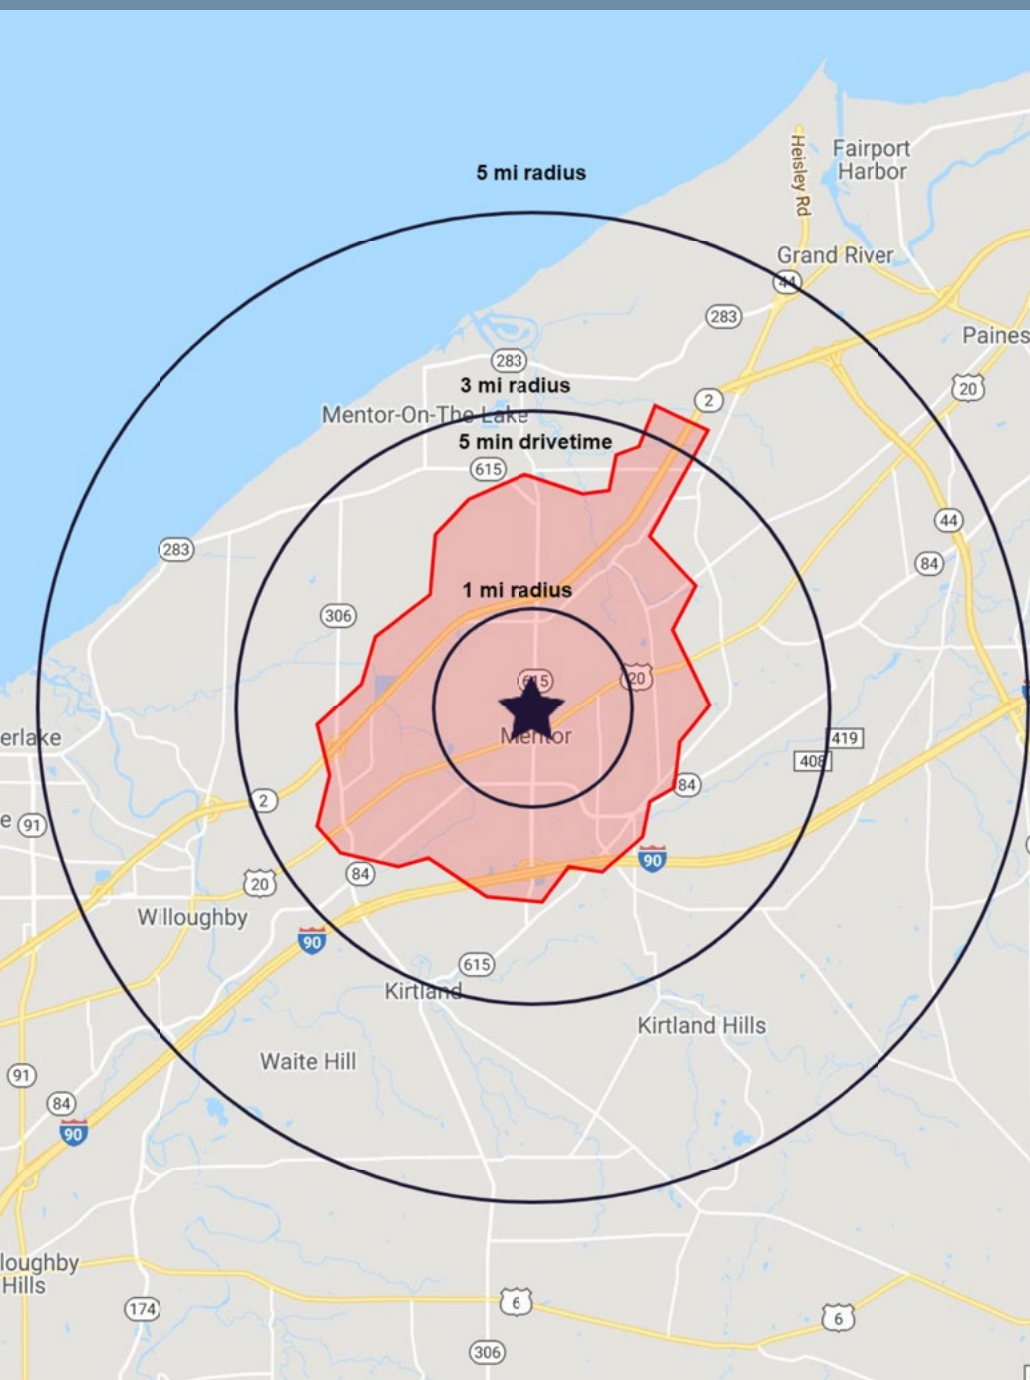 Fairport
Harbor
Heisley Rd
5 mi radius
Grand River
44
283
Paines
283
3 mi radius
20
2
Mentor-On-The Lake
5 min drivetime
615
44
283
84
1 mi radius
306
615
20
Mentor
erlake
419
408
84
2
e
91
90
84
20
Willoughby
90
615
Kirtland
Kirtland Hills
Waite Hill
91
84
90
loughby
Hills
6
174
6
306